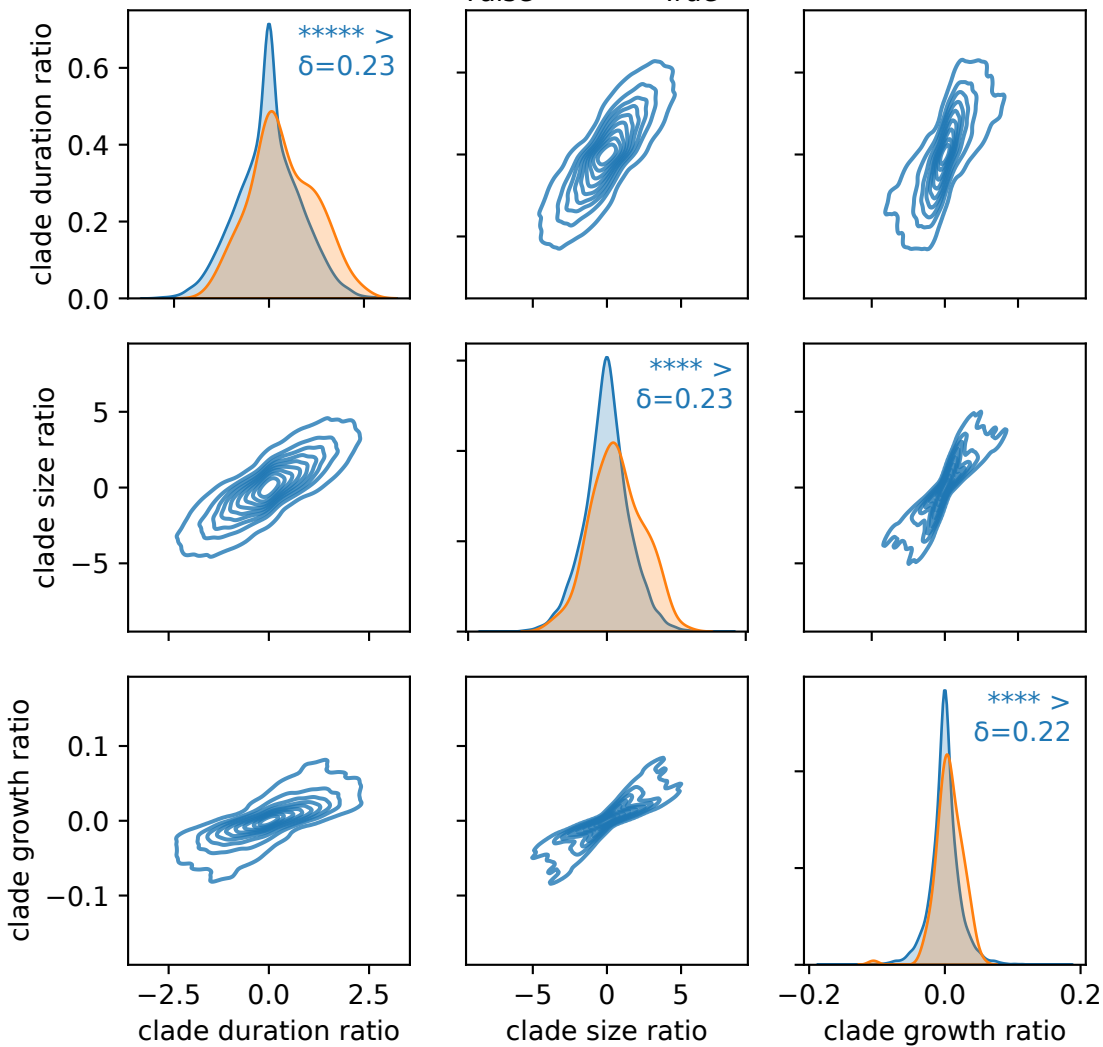 clade duration ratio
0.6
0.4
0.2
0.0
***** >
δ=0.23
clade size ratio
5
0
−5
**** >
δ=0.23
clade growth ratio
0.1
0.0
−0.1
**** >
δ=0.22
−2.5 0.0 2.5
−5 0 5
−0.2 0.0 0.2
clade duration ratio
clade size ratio
clade growth ratio